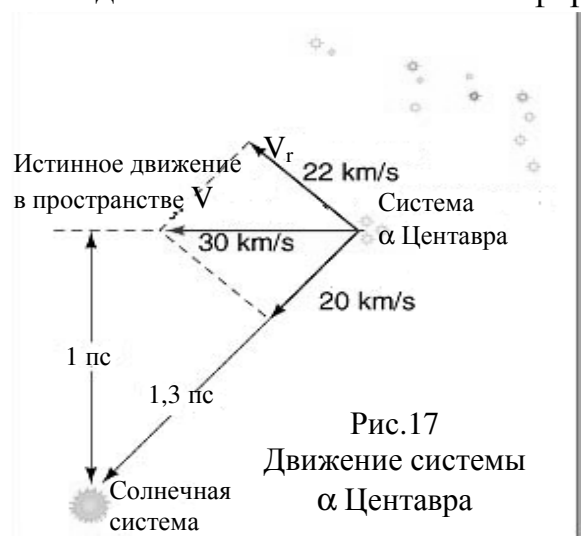 V_r
22 km/s
Истинное движение
в пространстве V
Система
α Центавра
30 km/s
20 km/s
1 пс
1,3 пс
Рис.17
Движение системы
α Центавра
Солнечная
система